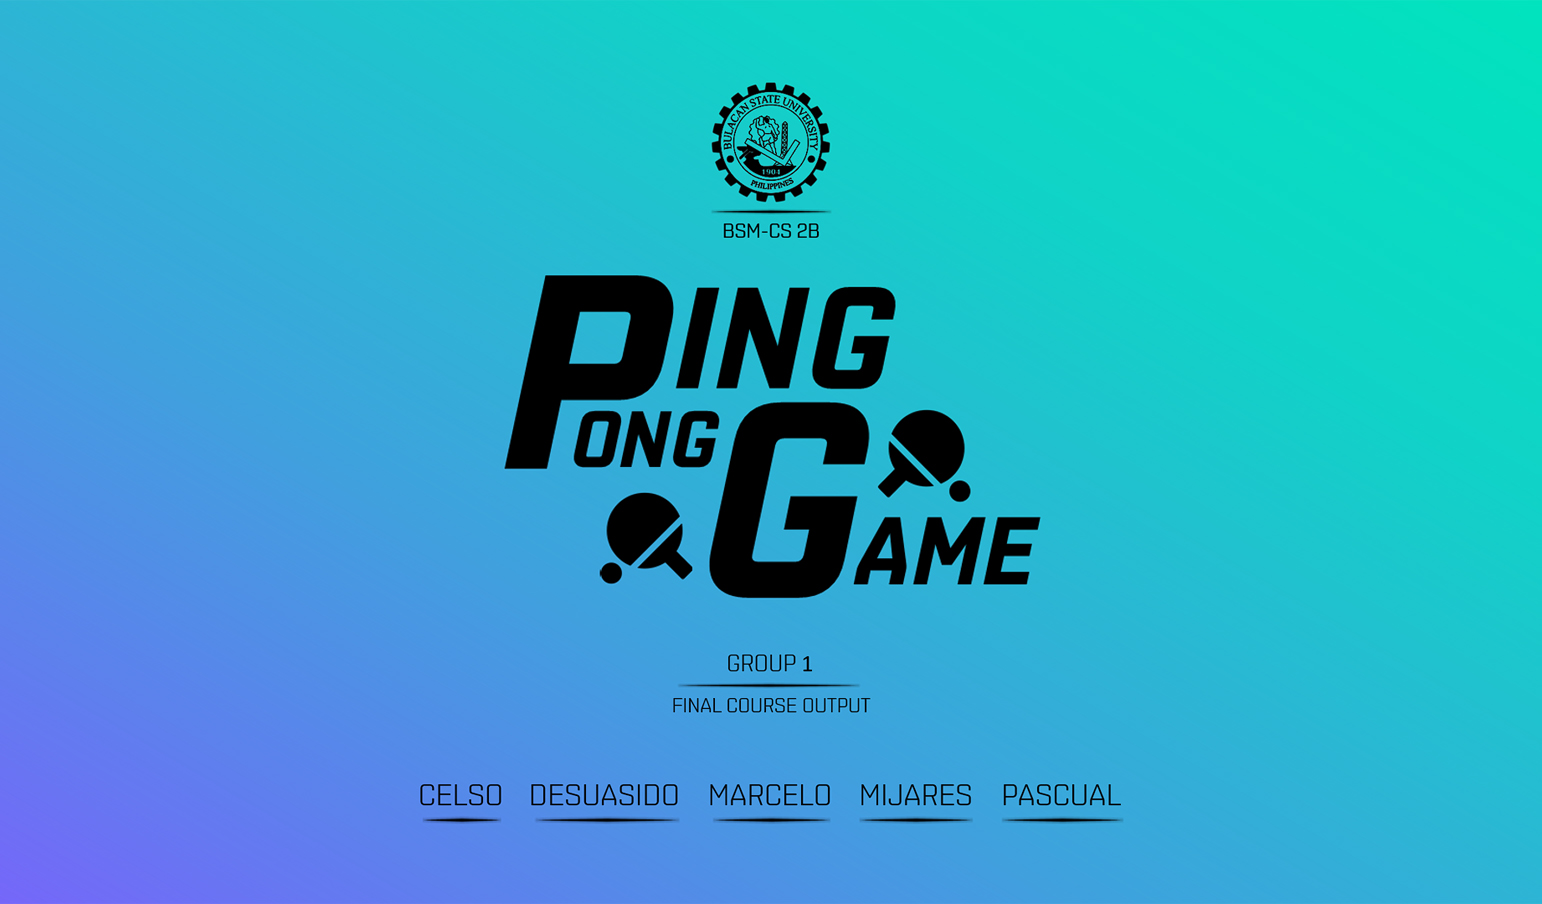 BULACAN STATE UNIVERSITY
1904
PHILIPPINES
BSM-CS 2B
PING
PONG
GAME
GROUP 1
FINAL COURSE OUTPUT
CELSO DESUASIDO MARCELO MIJARES PASCUAL